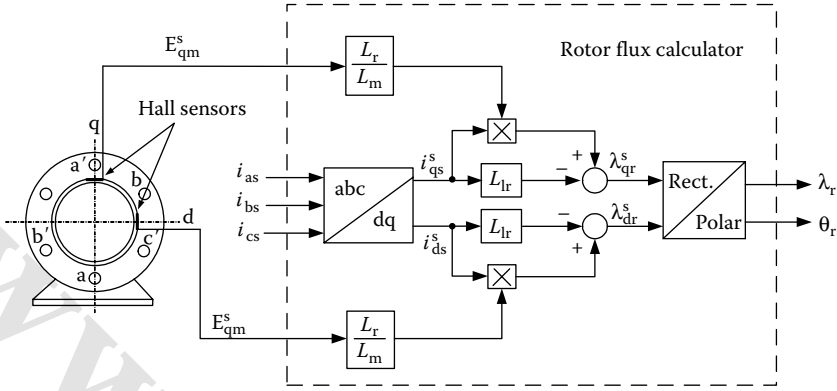 E^s_qm
L_r
L_m
Rotor flux calculator
Hall sensors
q
a′
b
d
b′
c′
a
i_as
i_bs
i_cs
abc
dq
i^s_qs
i^s_ds
L_lr
L_lr
− +
− +
λ^s_qr
λ^s_dr
Rect.
Polar
λ_r
θ_r
E^s_qm
L_r
L_m